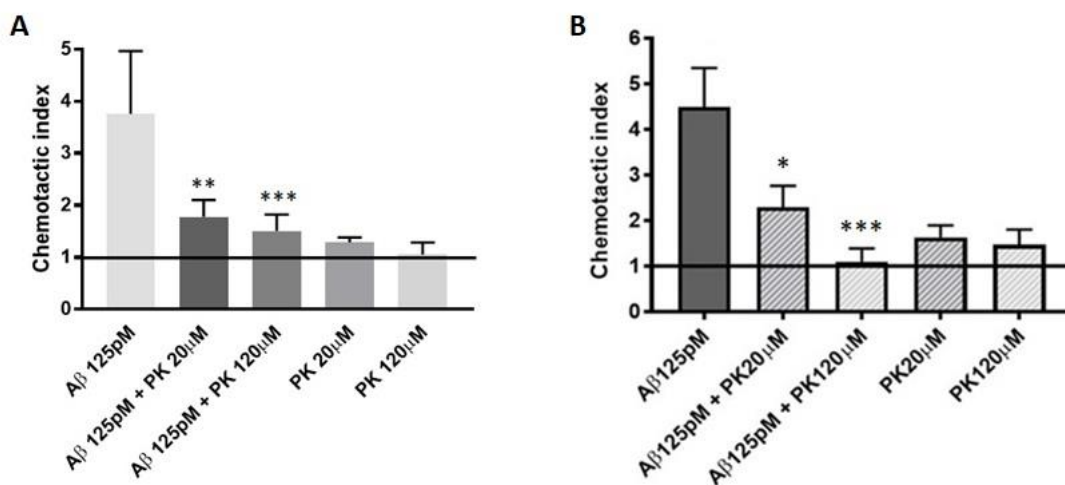 A
Chemotactic index
5
4
3
2
1
0
**
***
Aβ 125pM
Aβ 125pM + PK 20μM
Aβ 125pM + PK 120μM
PK 20μM
PK 120μM
B
Chemotactic index
6
5
4
3
2
1
0
*
***
Aβ125pM
Aβ125pM + PK20μM
Aβ125pM + PK120μM
PK20μM
PK120μM